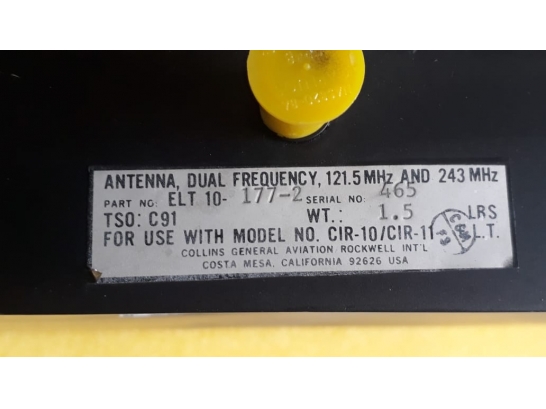 ANTENNA, DUAL FREQUENCY, 121.5 MHz AND 243 MHz
PART NO: ELT 10-177-2 SERIAL NO: 465
TSO: C91 WT.: 1.5 LRS
FOR USE WITH MODEL NO. CIR-10/CIR-11 L.T.
COLLINS GENERAL AVIATION ROCKWELL INT'L
COSTA MESA, CALIFORNIA 92626 USA